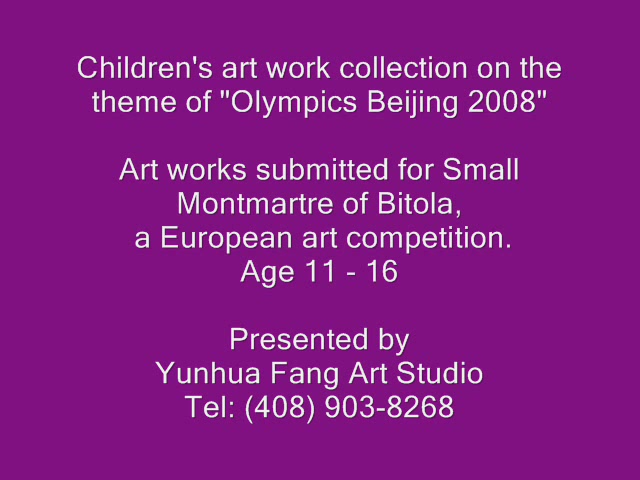 Children's art work collection on the
theme of "Olympics Beijing 2008"
Art works submitted for Small
Montmartre of Bitola,
a European art competition.
Age 11 - 16
Presented by
Yunhua Fang Art Studio
Tel: (408) 903-8268